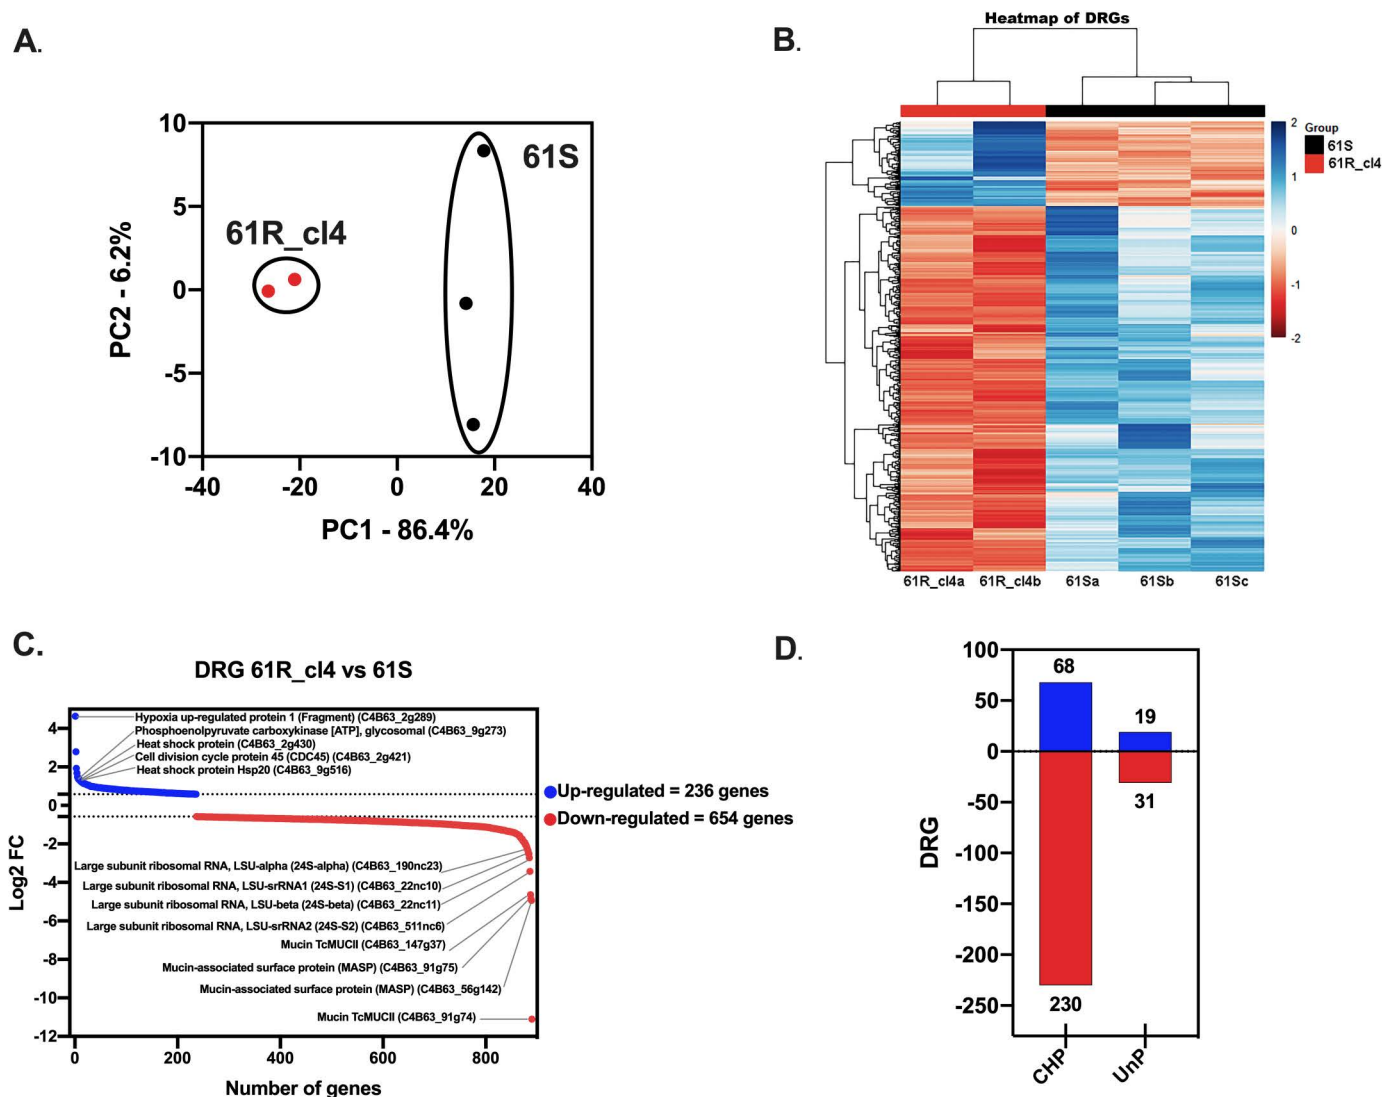 A.
10
5
0
-5
-10
PC2 - 6.2%
61S
61R_cl4
-40
-20
0
20
40
PC1 - 86.4%
B.
Heatmap of DRGs
2
1
0
-1
-2
Group
61S
61R_cl4
61R_cl4a 61R_cl4b 61Sa 61Sb 61Sc
C.
DRG 61R_cl4 vs 61S
Log2 FC
4
2
0
-2
-4
-6
-8
-10
-12
Hypoxia up-regulated protein 1 (Fragment) (C4B63_2g289)
Phosphoenolpyruvate carboxykinase [ATP], glycosomal (C4B63_9g273)
Heat shock protein (C4B63_2g430)
Cell division cycle protein 45 (CDC45) (C4B63_2g421)
Heat shock protein Hsp20 (C4B63_9g516)
Up-regulated = 236 genes
Down-regulated = 654 genes
Large subunit ribosomal RNA, LSU-alpha (24S-alpha) (C4B63_190nc23)
Large subunit ribosomal RNA, LSU-srRNA1 (24S-S1) (C4B63_22nc10)
Large subunit ribosomal RNA, LSU-beta (24S-beta) (C4B63_22nc11)
Large subunit ribosomal RNA, LSU-srRNA2 (24S-S2) (C4B63_511nc6)
Mucin TcMUCII (C4B63_147g37)
Mucin-associated surface protein (MASP) (C4B63_91g75)
Mucin-associated surface protein (MASP) (C4B63_56g142)
Mucin TcMUCII (C4B63_91g74)
0 200 400 600 800
Number of genes
D.
DRG
100
50
0
-50
-100
-150
-200
-250
68
19
31
230
CHP
UnP